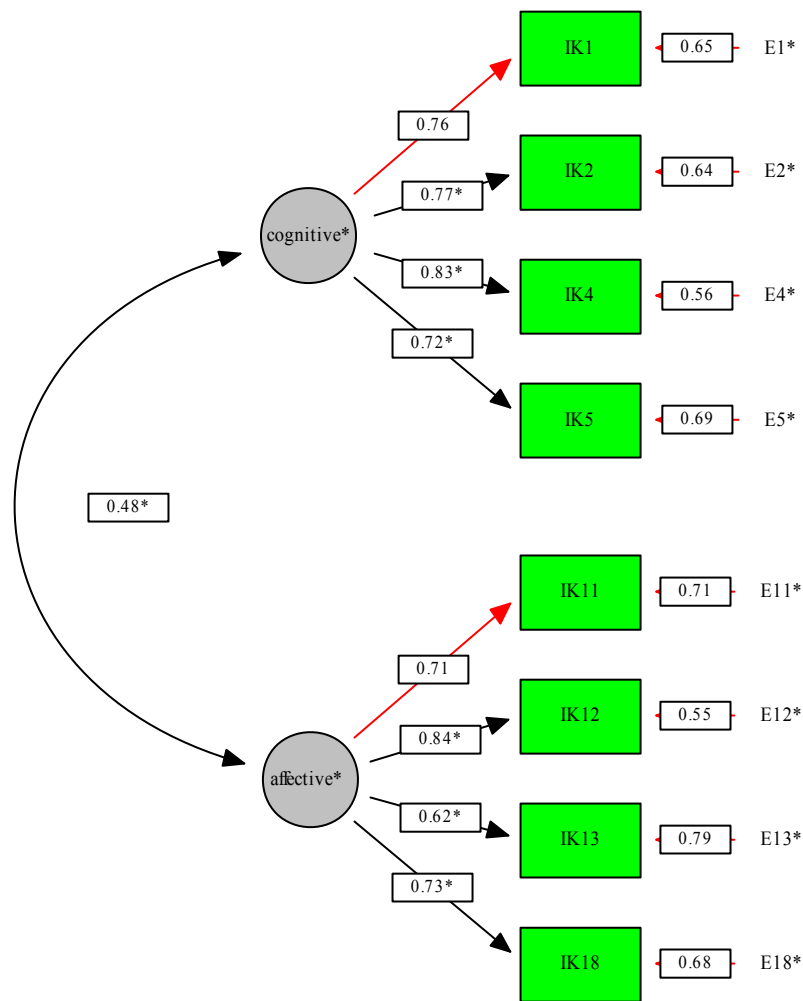 IK1
0.65
E1*
0.76
IK2
0.64
E2*
0.77*
cognitive*
0.83*
IK4
0.56
E4*
0.72*
IK5
0.69
E5*
0.48*
IK11
0.71
E11*
0.71
IK12
0.55
E12*
0.84*
affective*
0.62*
IK13
0.79
E13*
0.73*
IK18
0.68
E18*